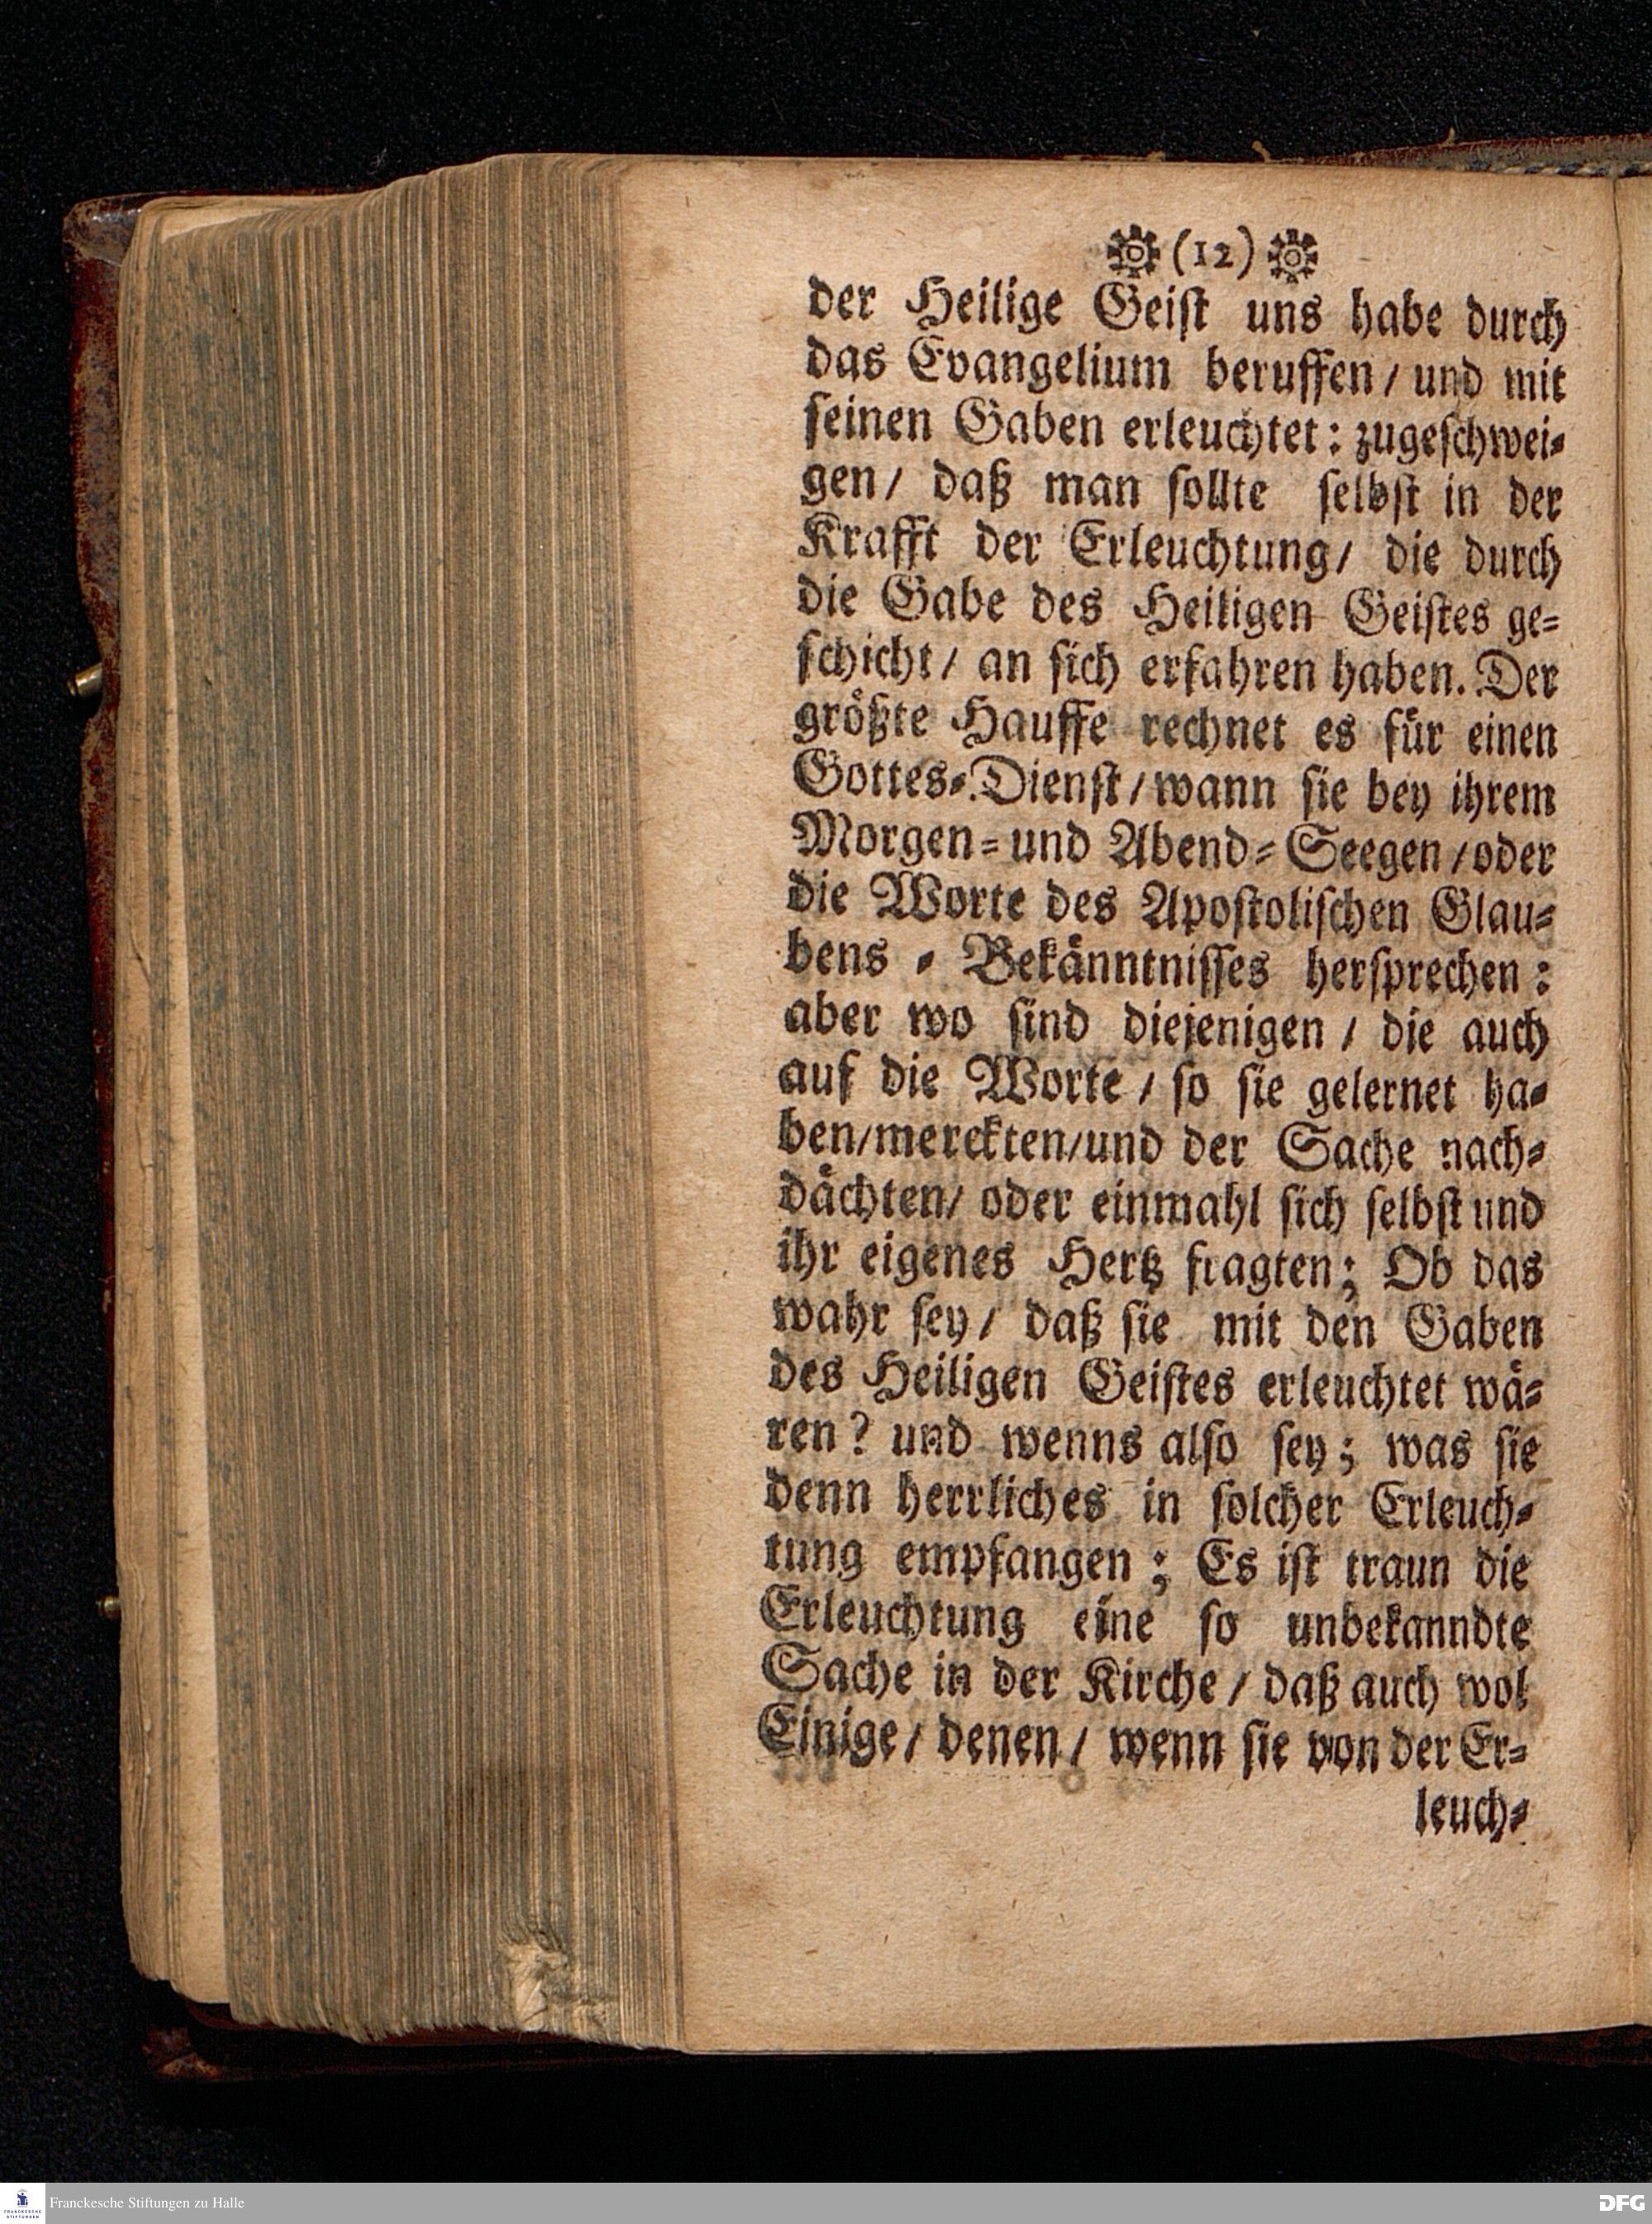 (12)
der Heilige Geiſt uns habe durch
das Evangelium beruffen / und mit
ſeinen Gaben erleuchtet: zugeſchwei⸗
gen / daß man ſollte ſelbſt in der
Krafft der Erleuchtung / die durch
die Gabe des Heiligen Geiſtes ge⸗
ſchicht / an ſich erfahren haben. Der
größte Hauffe rechnet es für einen
Gottes⸗Dienſt / wann ſie bey ihrem
Morgen⸗ und Abend⸗Seegen / oder
die Worte des Apoſtoliſchen Glau⸗
bens ⸗ Bekänntniſſes herſprechen:
aber wo ſind diejenigen / die auch
auf die Worte / ſo ſie gelernet ha⸗
ben / merckten / und der Sache nach⸗
dächten / oder einmahl ſich ſelbſt und
ihr eigenes Hertz fragten; Ob das
wahr ſey / daß ſie mit den Gaben
des Heiligen Geiſtes erleuchtet wä⸗
ren? und wenns alſo ſey; was ſie
denn herrliches in ſolcher Erleuch⸗
tung empfangen; Es iſt traun die
Erleuchtung eine ſo unbekanndte
Sache in der Kirche / daß auch wol
Einige / denen / wenn ſie von der Er⸗
leuch⸗
Franckesche Stiftungen zu Halle
DFG